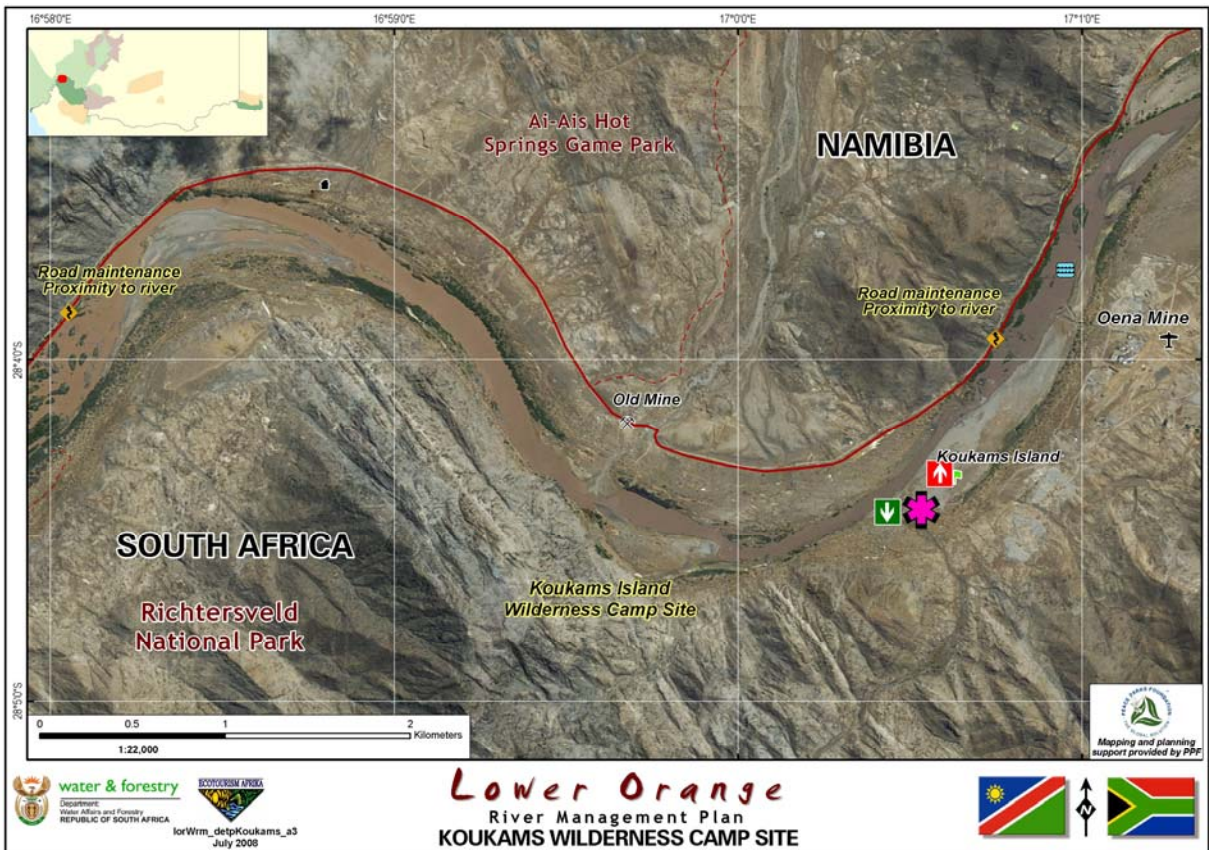 16°58'0"E
16°59'0"E
17°0'0"E
17°1'0"E
Ai-Ais Hot
Springs Game Park
NAMIBIA
Road maintenance
Proximity to river
Road maintenance
Proximity to river
Oena Mine
28°4'0"S
Old Mine
Koukams Island
SOUTH AFRICA
Koukams Island
Wilderness Camp Site
Richtersveld
National Park
28°5'0"S
0 0.5 1 2
Kilometers
1:22,000
PEACE PARKS FOUNDATION
Mapping and planning
support provided by PPF
water & forestry
Department:
Water Affairs and Forestry
REPUBLIC OF SOUTH AFRICA
ECOTOURISM AFRIKA
lorWrm_detpKoukams_a3
July 2008
Lower Orange
River Management Plan
KOUKAMS WILDERNESS CAMP SITE
N